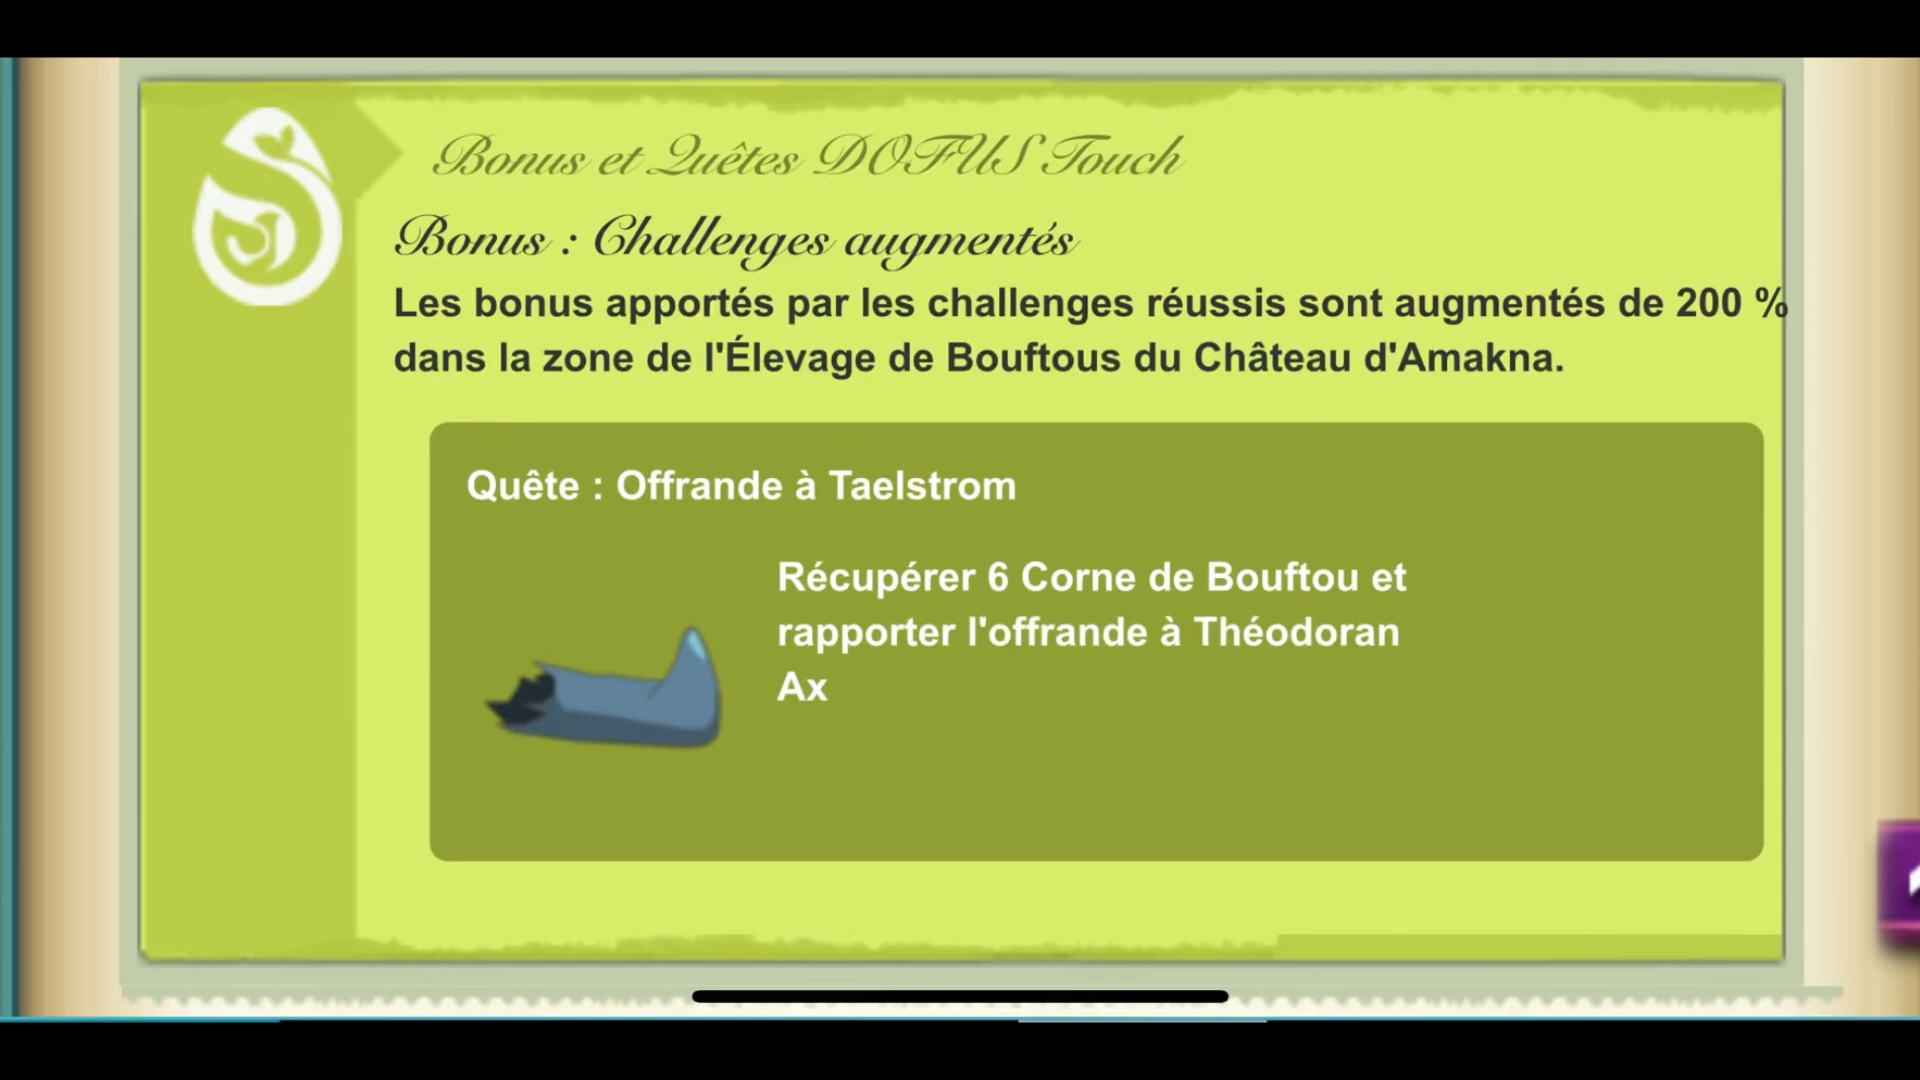 Bonus et Quêtes DOFUS Touch
Bonus : Challenges augmentés
Les bonus apportés par les challenges réussis sont augmentés de 200 %
dans la zone de l'Élevage de Bouftous du Château d'Amakna.
Quête : Offrande à Taelstrom
Récupérer 6 Corne de Bouftou et
rapporter l'offrande à Théodoran
Ax